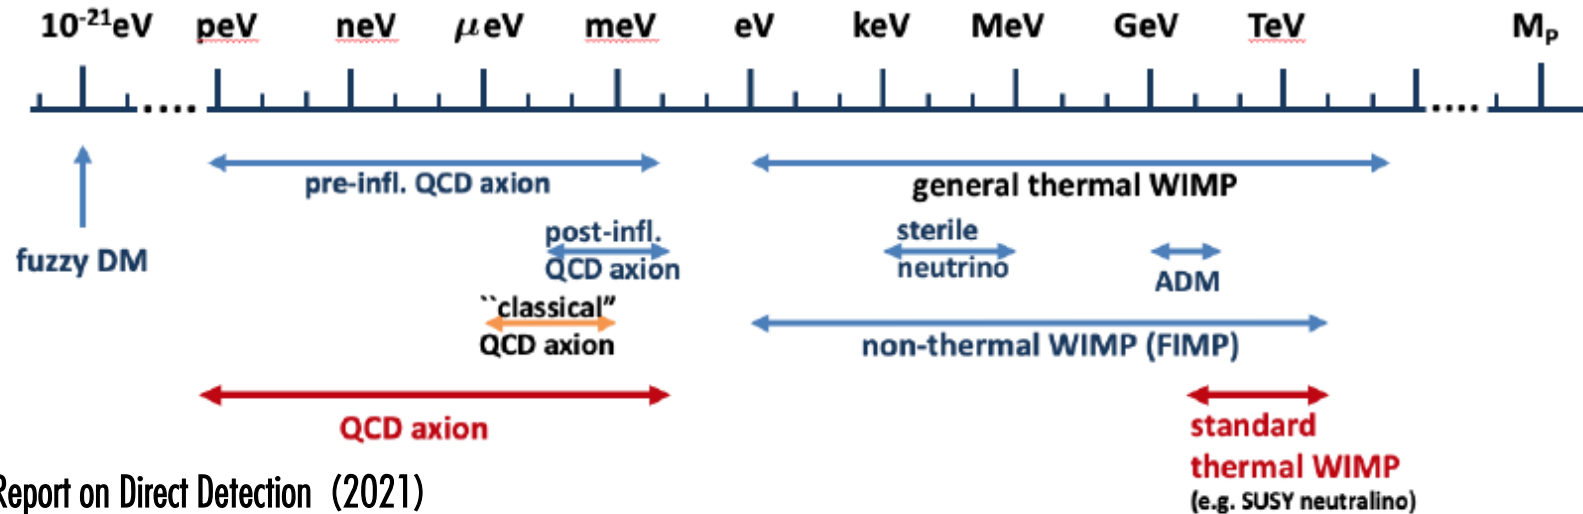 10⁻²¹eV peV neV μeV meV eV keV MeV GeV TeV Mₚ
.... ....
pre-infl. QCD axion
general thermal WIMP
fuzzy DM
post-infl.
QCD axion
sterile
neutrino
ADM
``classical”
QCD axion
non-thermal WIMP (FIMP)
QCD axion
standard
thermal WIMP
(e.g. SUSY neutralino)
Report on Direct Detection (2021)